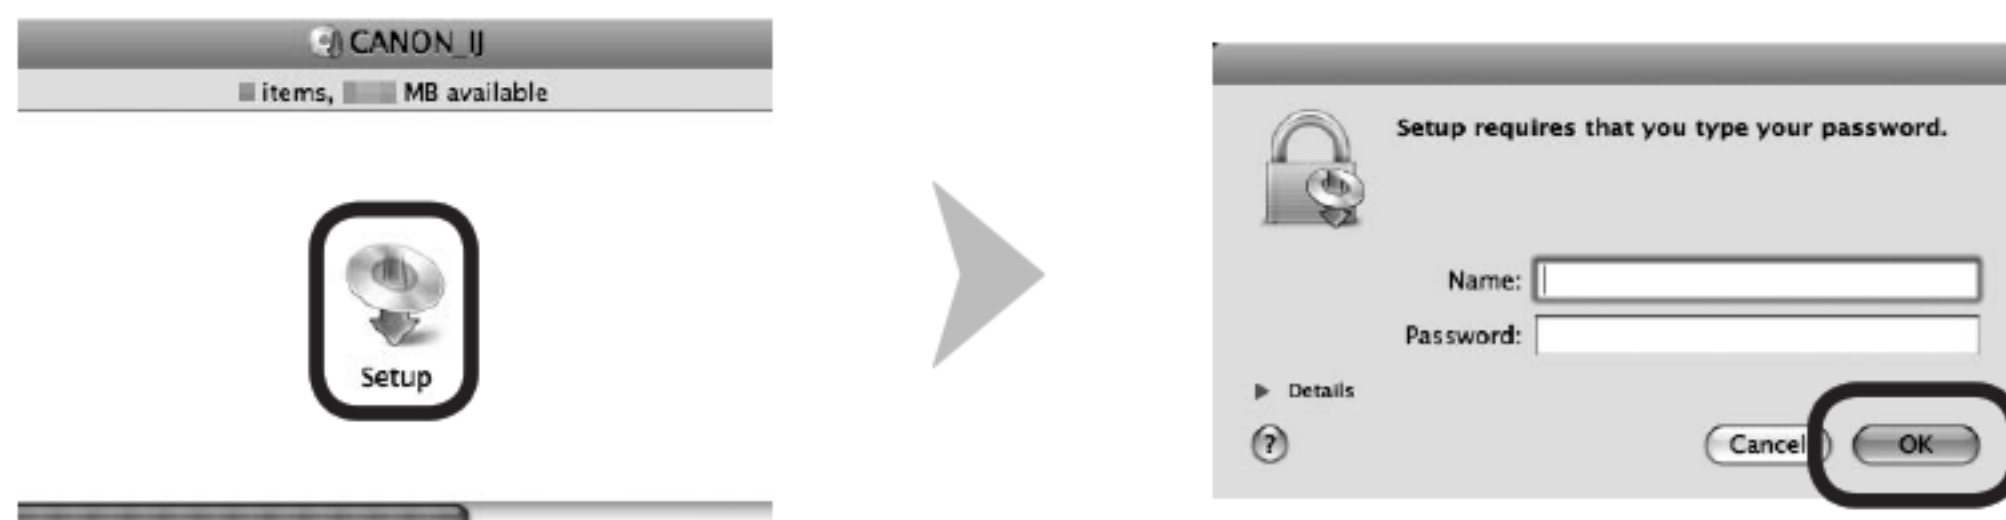 CANON_IJ
items, MB available
Setup
Setup requires that you type your password.
Name:
Password:
Details
?
Cancel
OK